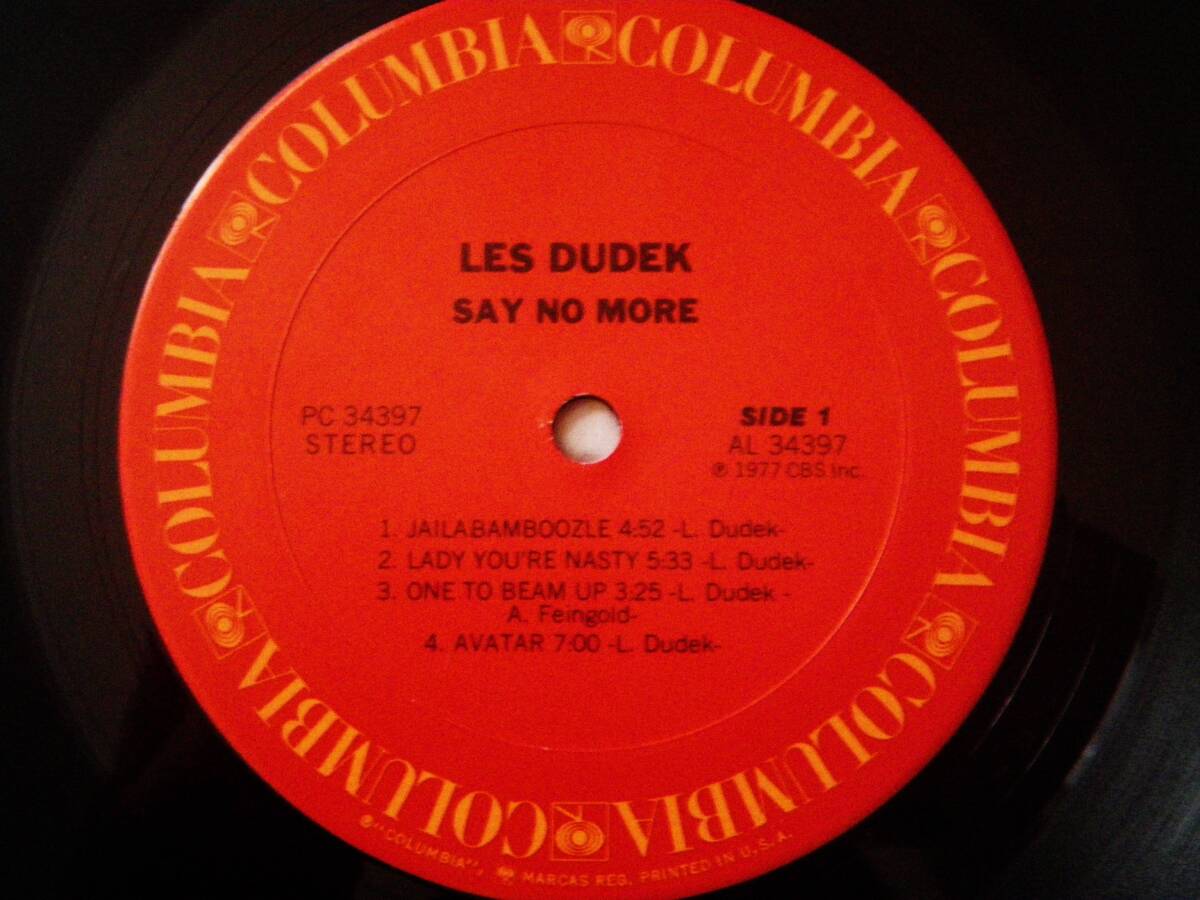 COLUMBIA COLUMBIA COLUMBIA COLUMBIA COLUMBIA COLUMBIA
LES DUDEK
SAY NO MORE
PC 34397
STEREO
SIDE 1
AL 34397
℗ 1977 CBS Inc.
1. JAILABAMBOOZLE 4:52 -L. Dudek-
2. LADY YOU'RE NASTY 5:33 -L. Dudek-
3. ONE TO BEAM UP 3:25 -L. Dudek -
A. Feingold-
4. AVATAR 7:00 -L. Dudek-
®"COLUMBIA", MARCAS REG. PRINTED IN U.S.A.